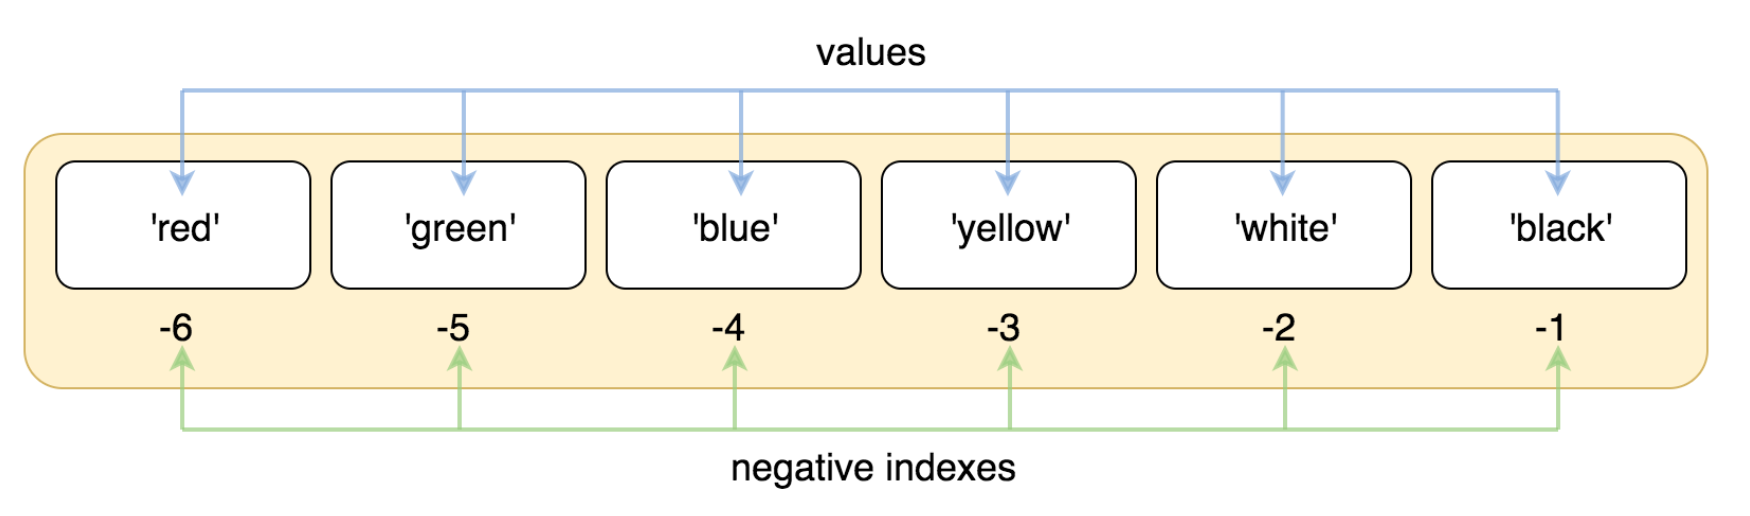 values
'red' 'green' 'blue' 'yellow' 'white' 'black'
-6 -5 -4 -3 -2 -1
negative indexes